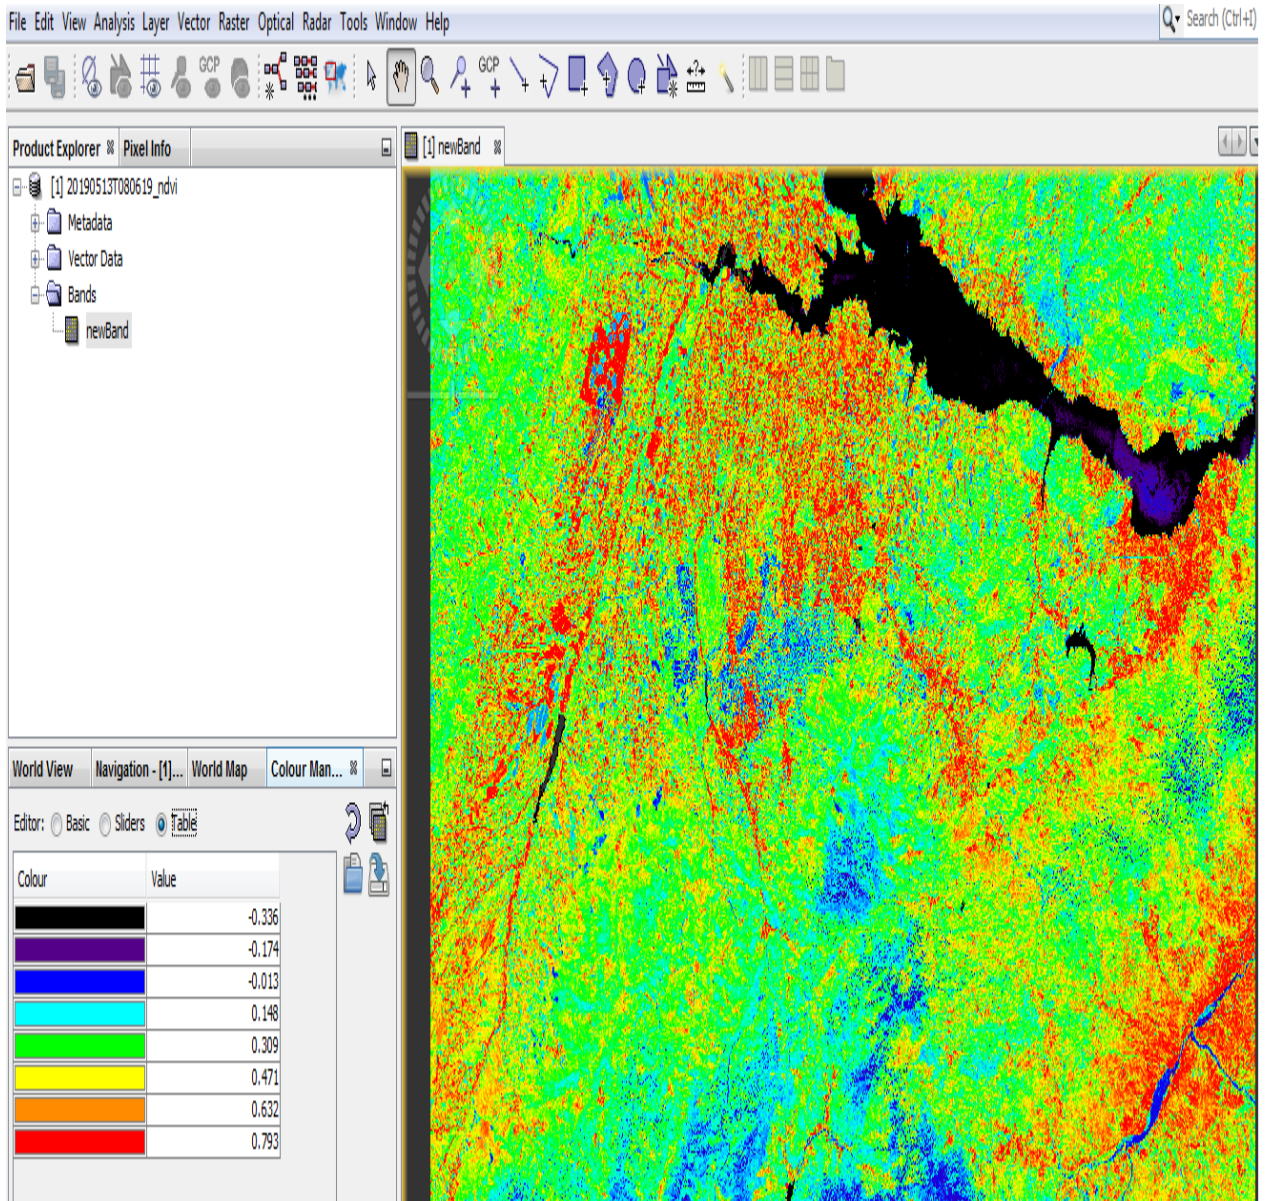 File Edit View Analysis Layer Vector Raster Optical Radar Tools Window Help
Search (Ctrl+I)
GCP
GCP
Product Explorer
Pixel Info
[1] newBand
[1] 20190513T080619_ndvi
Metadata
Vector Data
Bands
newBand
World View
Navigation - [1]...
World Map
Colour Man...
Editor: Basic Sliders Table
Colour Value
-0.336
-0.174
-0.013
0.148
0.309
0.471
0.632
0.793